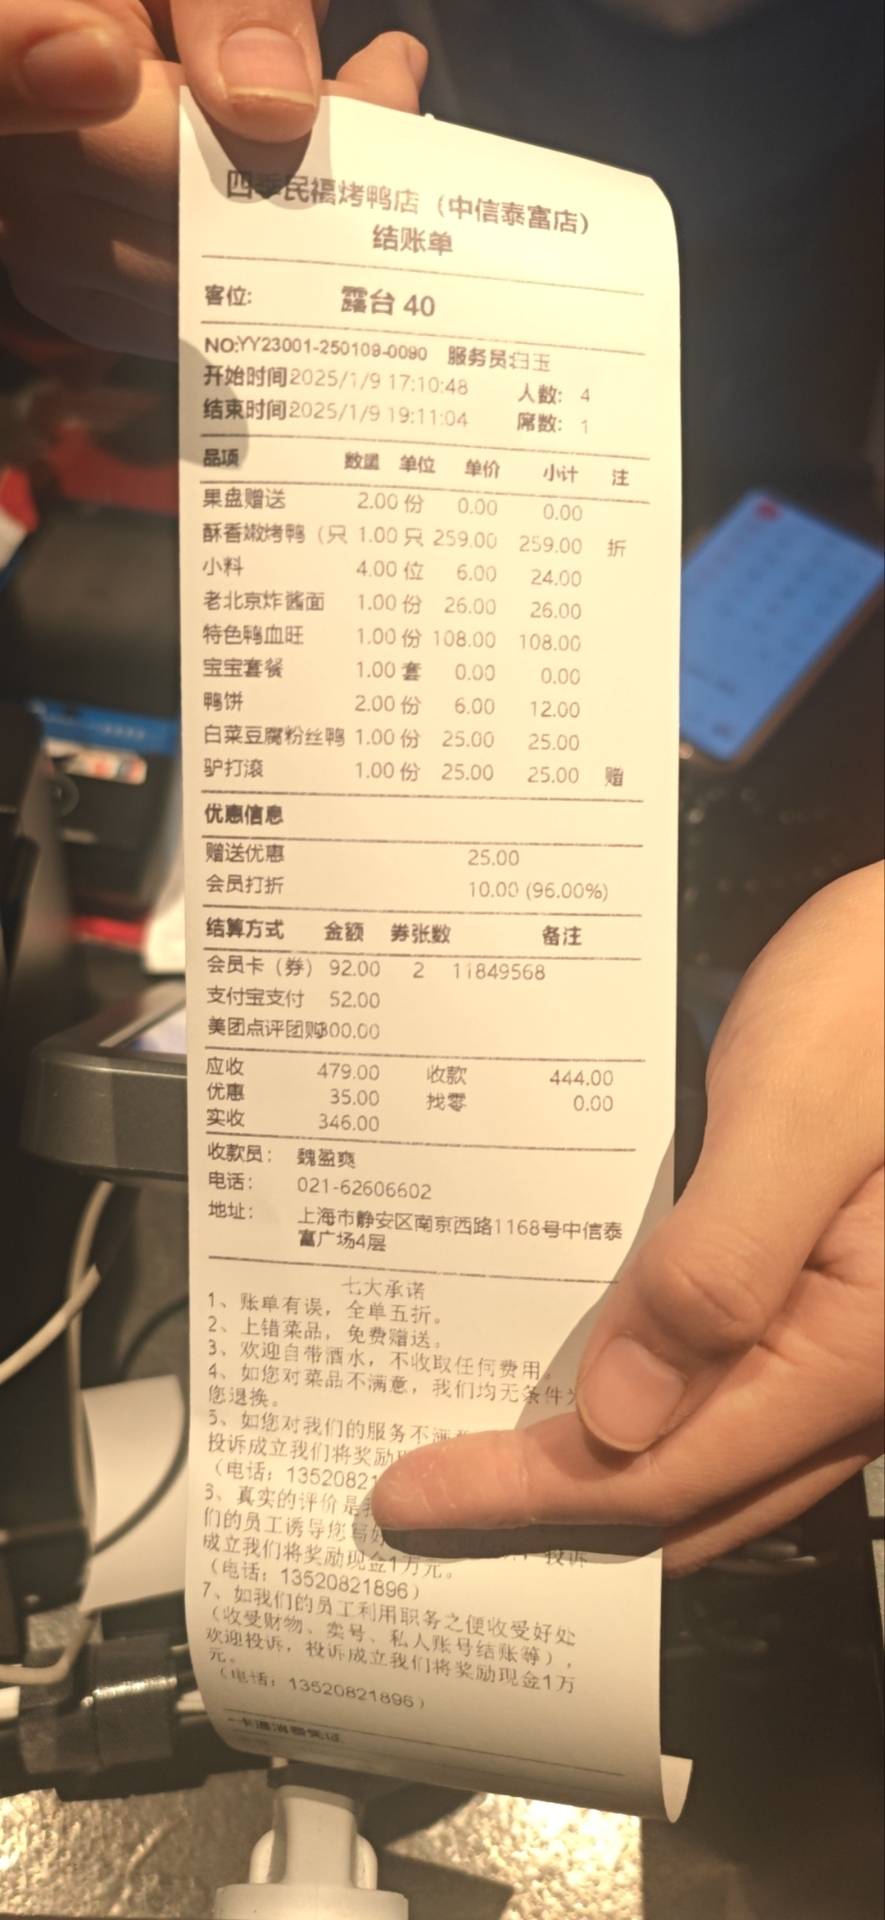 四季民福烤鸭店（中信泰富店）
结账单
客位: 露台 40
NO:YY23001-250109-0090 服务员:白玉
开始时间2025/1/9 17:10:48 人数: 4
结束时间2025/1/9 19:11:04 席数: 1
品项 数量 单位 单价 小计 注
果盘赠送 2.00 份 0.00 0.00
酥香嫩烤鸭（只 1.00 只 259.00 259.00 折
小料 4.00 位 6.00 24.00
老北京炸酱面 1.00 份 26.00 26.00
特色鸭血旺 1.00 份 108.00 108.00
宝宝套餐 1.00 套 0.00 0.00
鸭饼 2.00 份 6.00 12.00
白菜豆腐粉丝鸭 1.00 份 25.00 25.00
驴打滚 1.00 份 25.00 25.00 赠
优惠信息
赠送优惠 25.00
会员打折 10.00 (96.00%)
结算方式 金额 券张数 备注
会员卡（券） 92.00 2 11849568
支付宝支付 52.00
美团点评团购300.00
应收 479.00 收款 444.00
优惠 35.00 找零 0.00
实收 346.00
收款员: 魏盈爽
电话: 021-62606602
地址: 上海市静安区南京西路1168号中信泰
富广场4层
七大承诺
1、账单有误，全单五折。
2、上错菜品，免费赠送。
3、欢迎自带酒水，不收取任何费用。
4、如您对菜品不满意，我们均无条件为
您退换。
5、如您对我们的服务不满
投诉成立我们将奖励
（电话：13520821
6、真实的评价是
们的员工诱导您写好 投诉
成立我们将奖励现金1万元。
（电话：13520821896）
7、如我们的员工利用职务之便收受好处
（收受财物、卖号、私人账号结账等），
欢迎投诉，投诉成立我们将奖励现金1万
元。
（电话：13520821896）
一卡通消费凭证